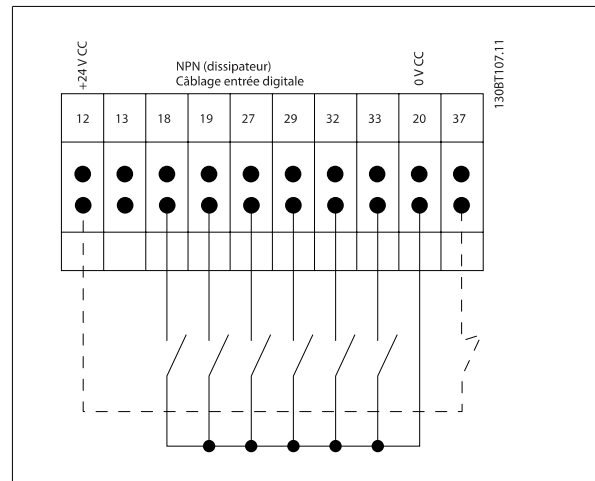 +24 V CC
NPN (dissipateur)
Câblage entrée digitale
0 V CC
130BT107.11
12 13 18 19 27 29 32 33 20 37